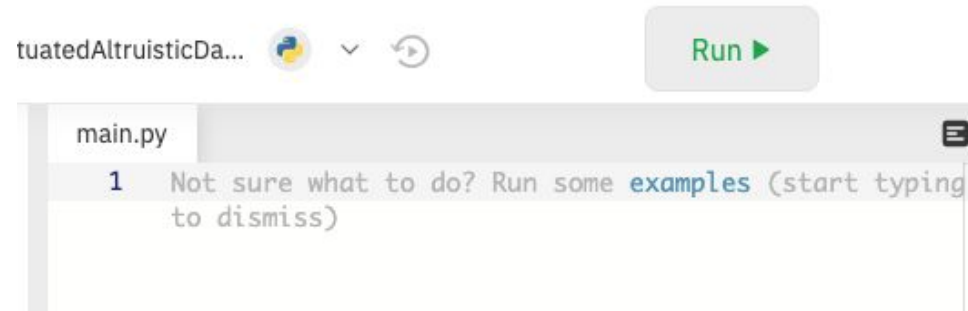 tuatedAltruisticDa...
Run
main.py
1 Not sure what to do? Run some examples (start typing
to dismiss)